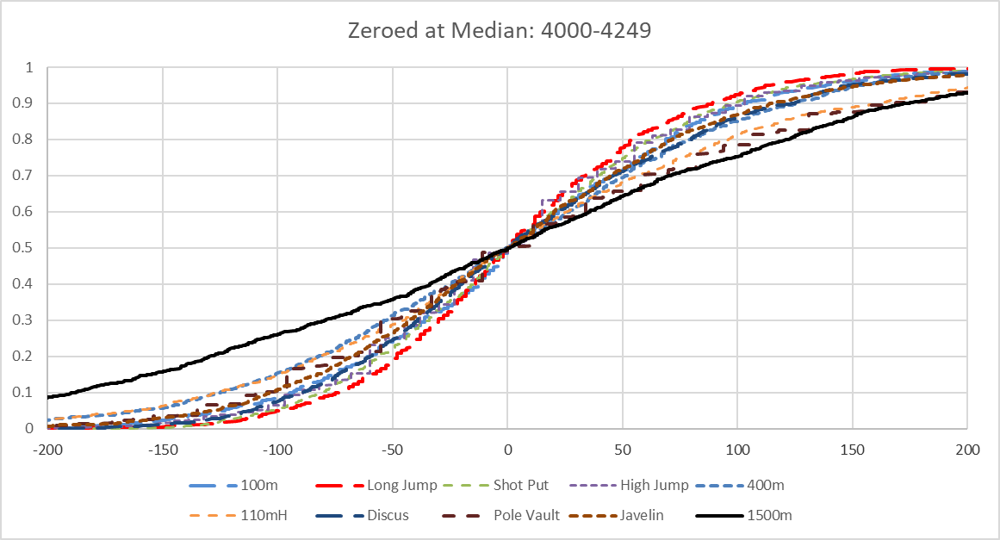 Zeroed at Median: 4000-4249
1
0.9
0.8
0.7
0.6
0.5
0.4
0.3
0.2
0.1
0
-200 -150 -100 -50 0 50 100 150 200
100m Long Jump Shot Put High Jump 400m
110mH Discus Pole Vault Javelin 1500m